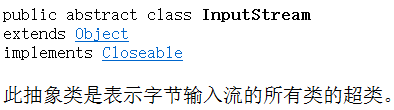 public abstract class InputStream
extends Object
implements Closeable
此抽象类是表示字节输入流的所有类的超类。